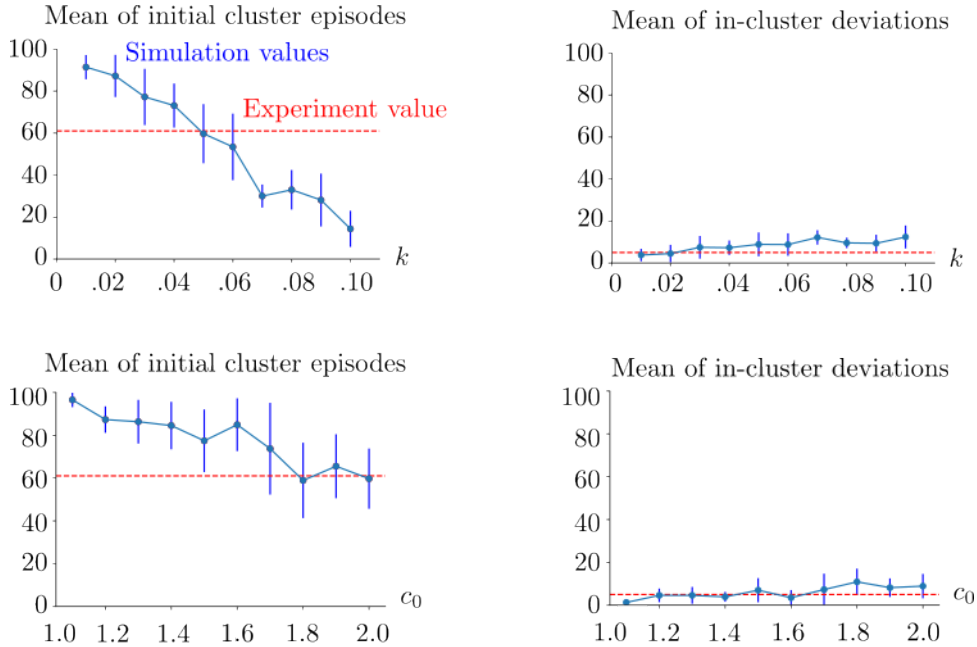 Mean of initial cluster episodes
Simulation values
Experiment value
100
80
60
40
20
0
0 .02 .04 .06 .08 .10
k
Mean of in-cluster deviations
100
80
60
40
20
0
0 .02 .04 .06 .08 .10
k
Mean of initial cluster episodes
100
80
60
40
20
0
1.0 1.2 1.4 1.6 1.8 2.0
c₀
Mean of in-cluster deviations
100
80
60
40
20
0
1.0 1.2 1.4 1.6 1.8 2.0
c₀